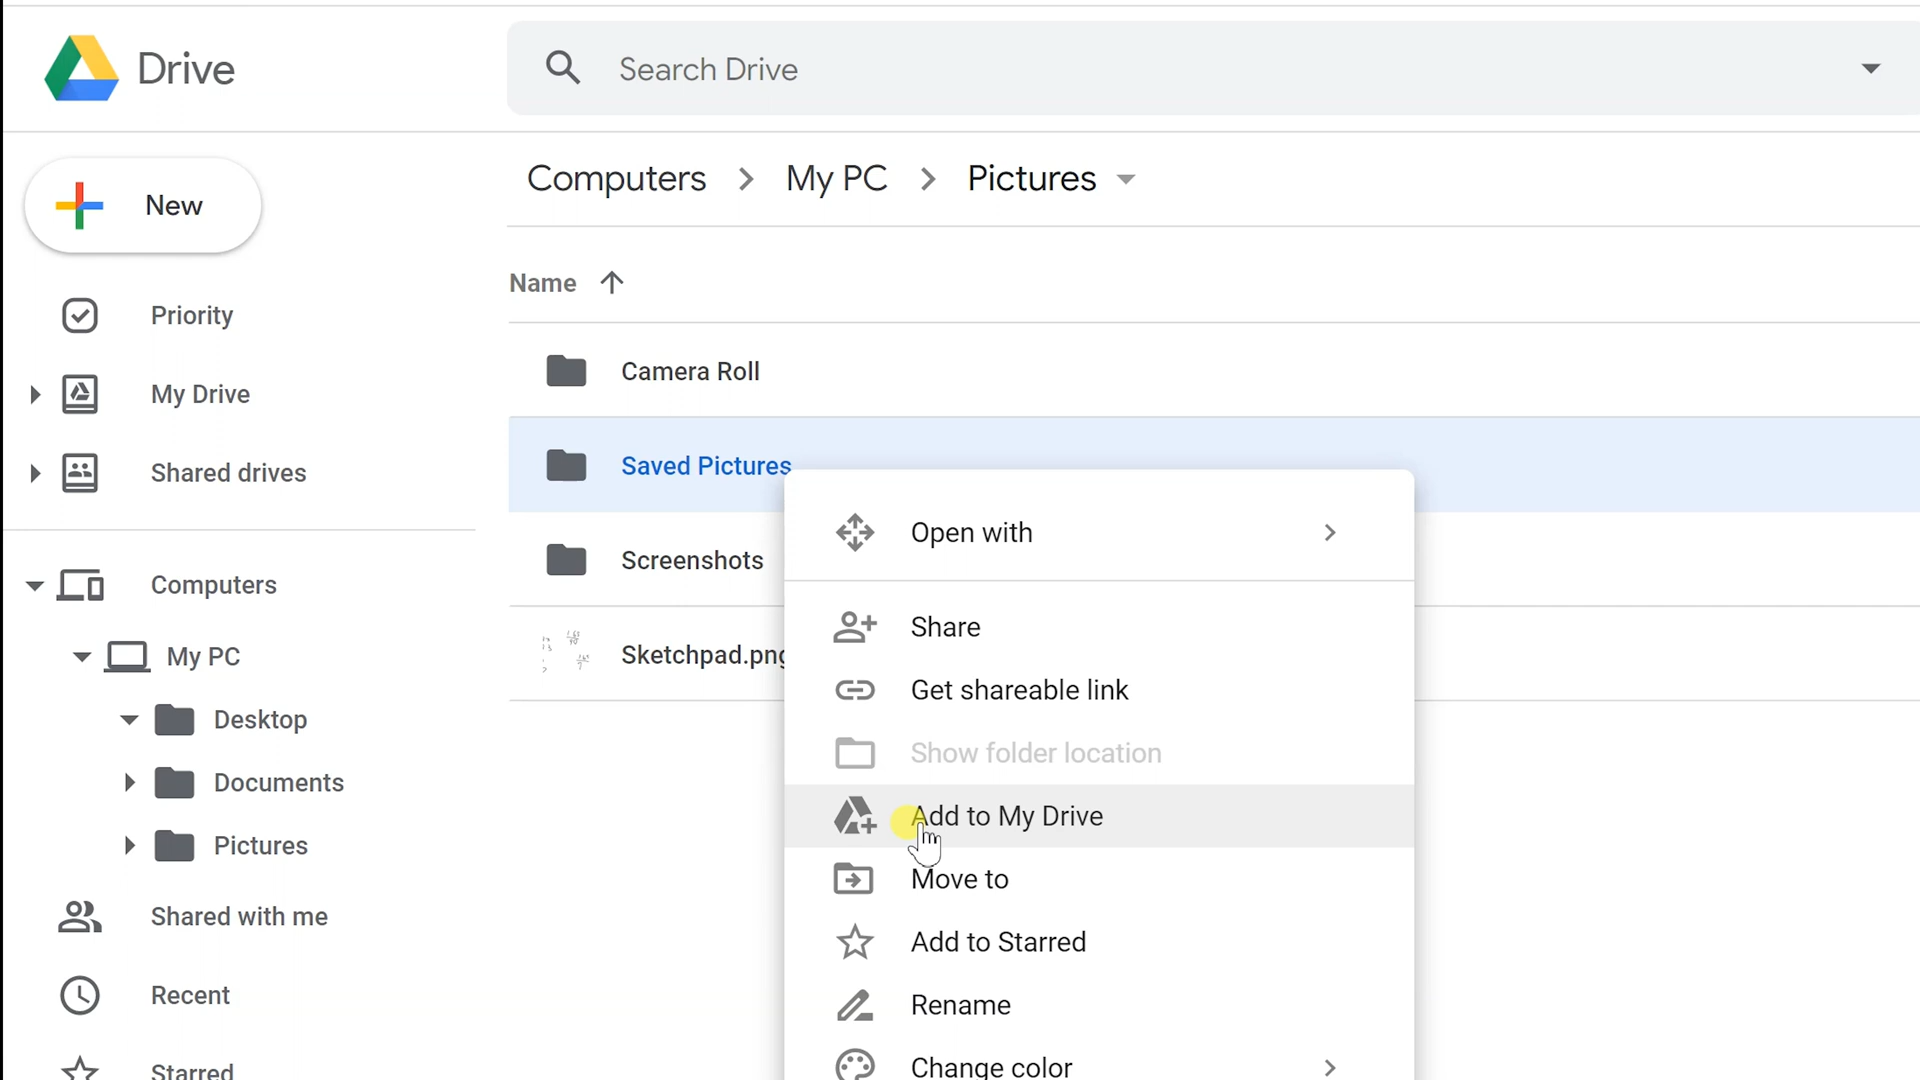 Drive
Search Drive
New
Computers > My PC > Pictures
Name
Priority
My Drive
Shared drives
Computers
My PC
Desktop
Documents
Pictures
Shared with me
Recent
Starred
Camera Roll
Saved Pictures
Screenshots
Sketchpad.png
Open with
Share
Get shareable link
Show folder location
Add to My Drive
Move to
Add to Starred
Rename
Change color